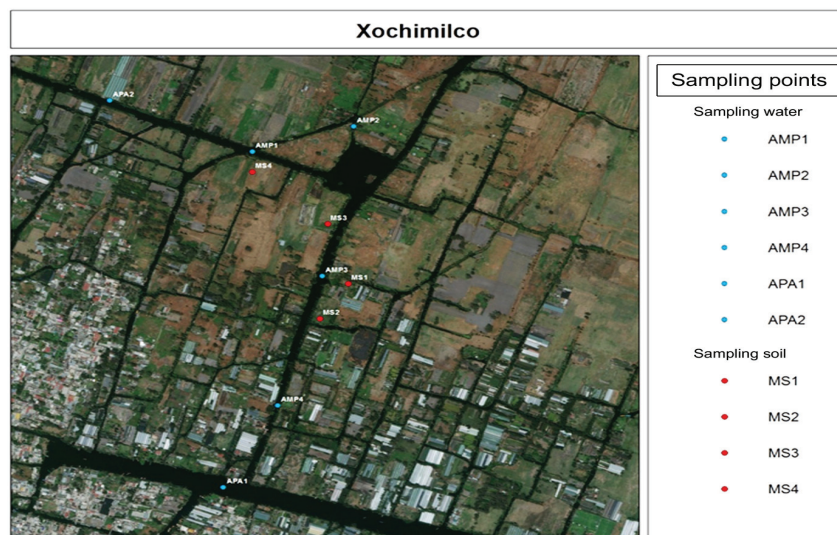 Xochimilco
APA2
AMP2
AMP1
MS4
MS3
AMP3
MS1
MS2
AMP4
APA1
Sampling points
Sampling water
AMP1
AMP2
AMP3
AMP4
APA1
APA2
Sampling soil
MS1
MS2
MS3
MS4